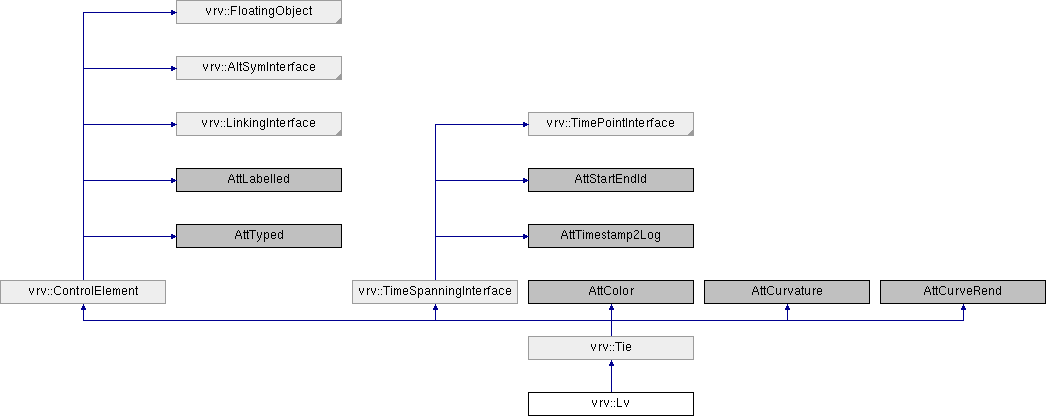 vrv::FloatingObject
vrv::AltSymInterface
vrv::LinkingInterface
vrv::TimePointInterface
AttLabelled
AttStartEndId
AttTyped
AttTimestamp2Log
vrv::ControlElement
vrv::TimeSpanningInterface
AttColor
AttCurvature
AttCurveRend
vrv::Tie
vrv::Lv